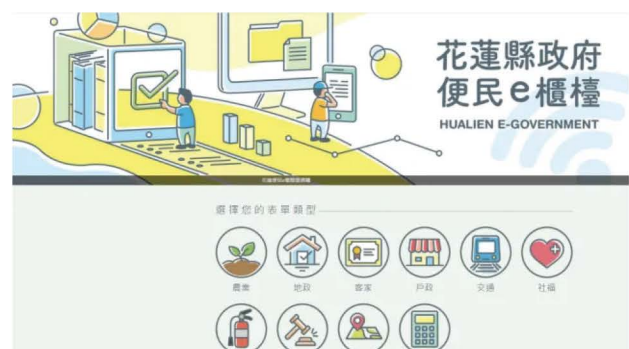 花蓮縣政府
便民e櫃檯
HUALIEN E-GOVERNMENT
選擇您的表單類型
農業 地政 客家 戶政 交通 社福